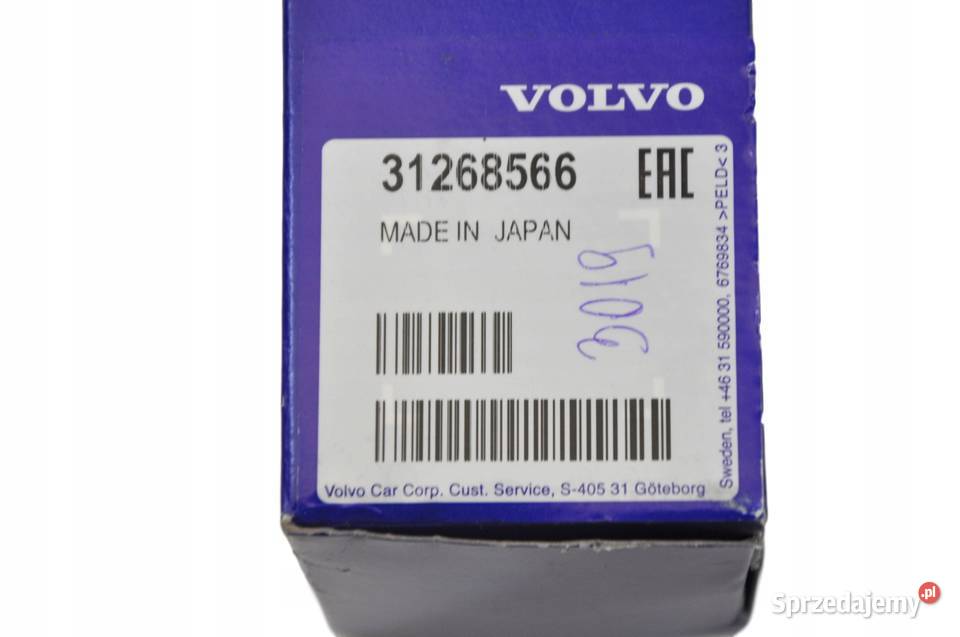 VOLVO
31268566
EAC
MADE IN JAPAN
Volvo Car Corp. Cust. Service, S-405 31 Göteborg
Sweden, tel +46 31 590000, 6769834 >PELD< 3
Sprzedajemy.pl